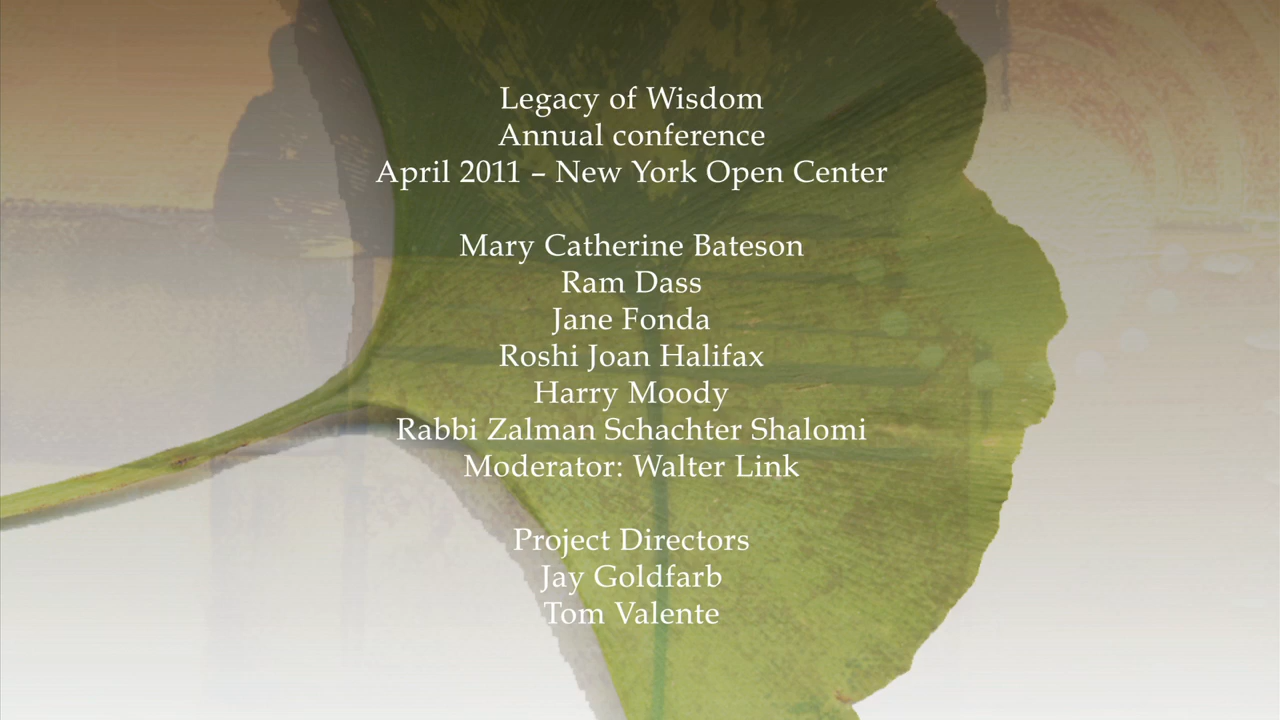 Legacy of Wisdom
Annual conference
April 2011 – New York Open Center
Mary Catherine Bateson
Ram Dass
Jane Fonda
Roshi Joan Halifax
Harry Moody
Rabbi Zalman Schachter Shalomi
Moderator: Walter Link
Project Directors
Jay Goldfarb
Tom Valente